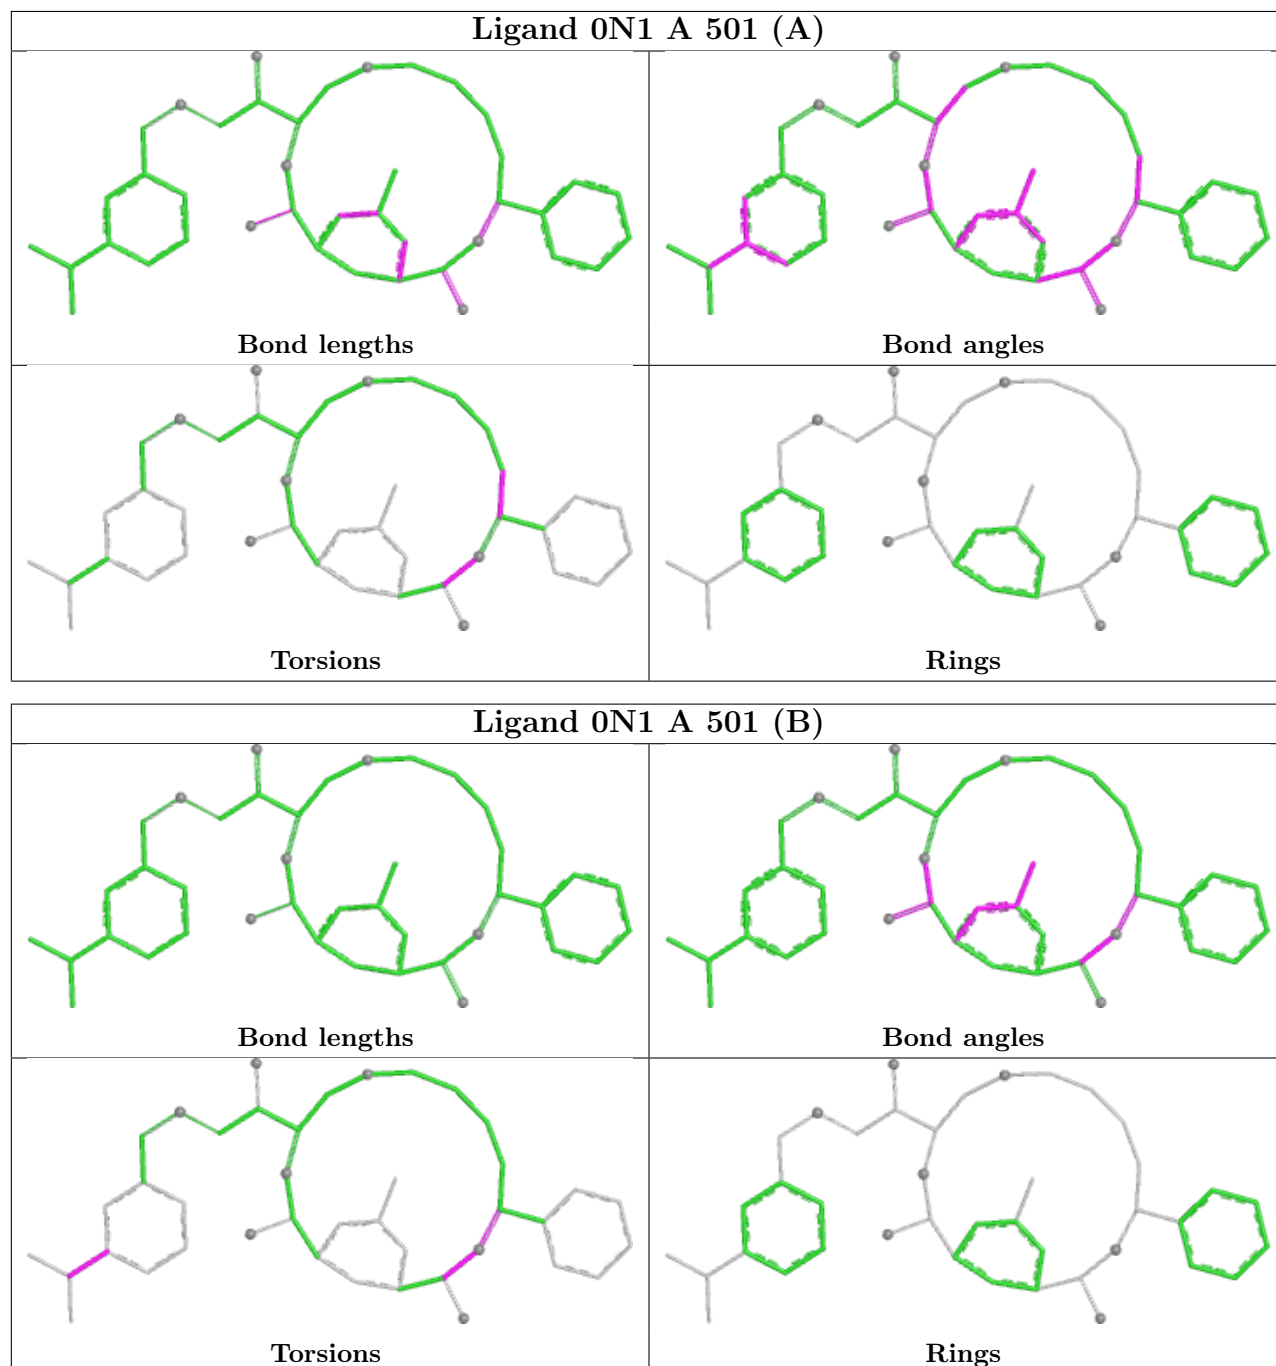 Ligand 0N1 A 501 (A)
Bond lengths
Bond angles
Torsions
Rings
Ligand 0N1 A 501 (B)
Bond lengths
Bond angles
Torsions
Rings